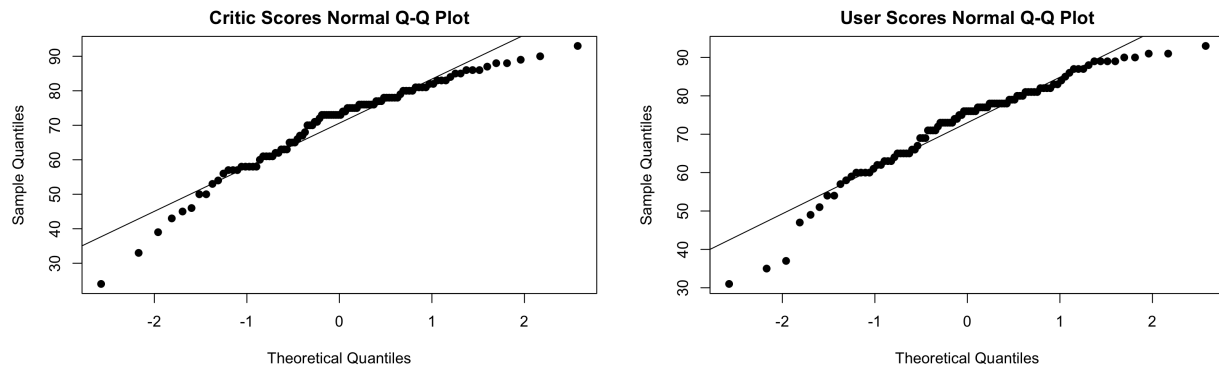 Critic Scores Normal Q-Q Plot
Sample Quantiles
90
80
70
60
50
40
30
-2 -1 0 1 2
Theoretical Quantiles
User Scores Normal Q-Q Plot
Sample Quantiles
90
80
70
60
50
40
30
-2 -1 0 1 2
Theoretical Quantiles